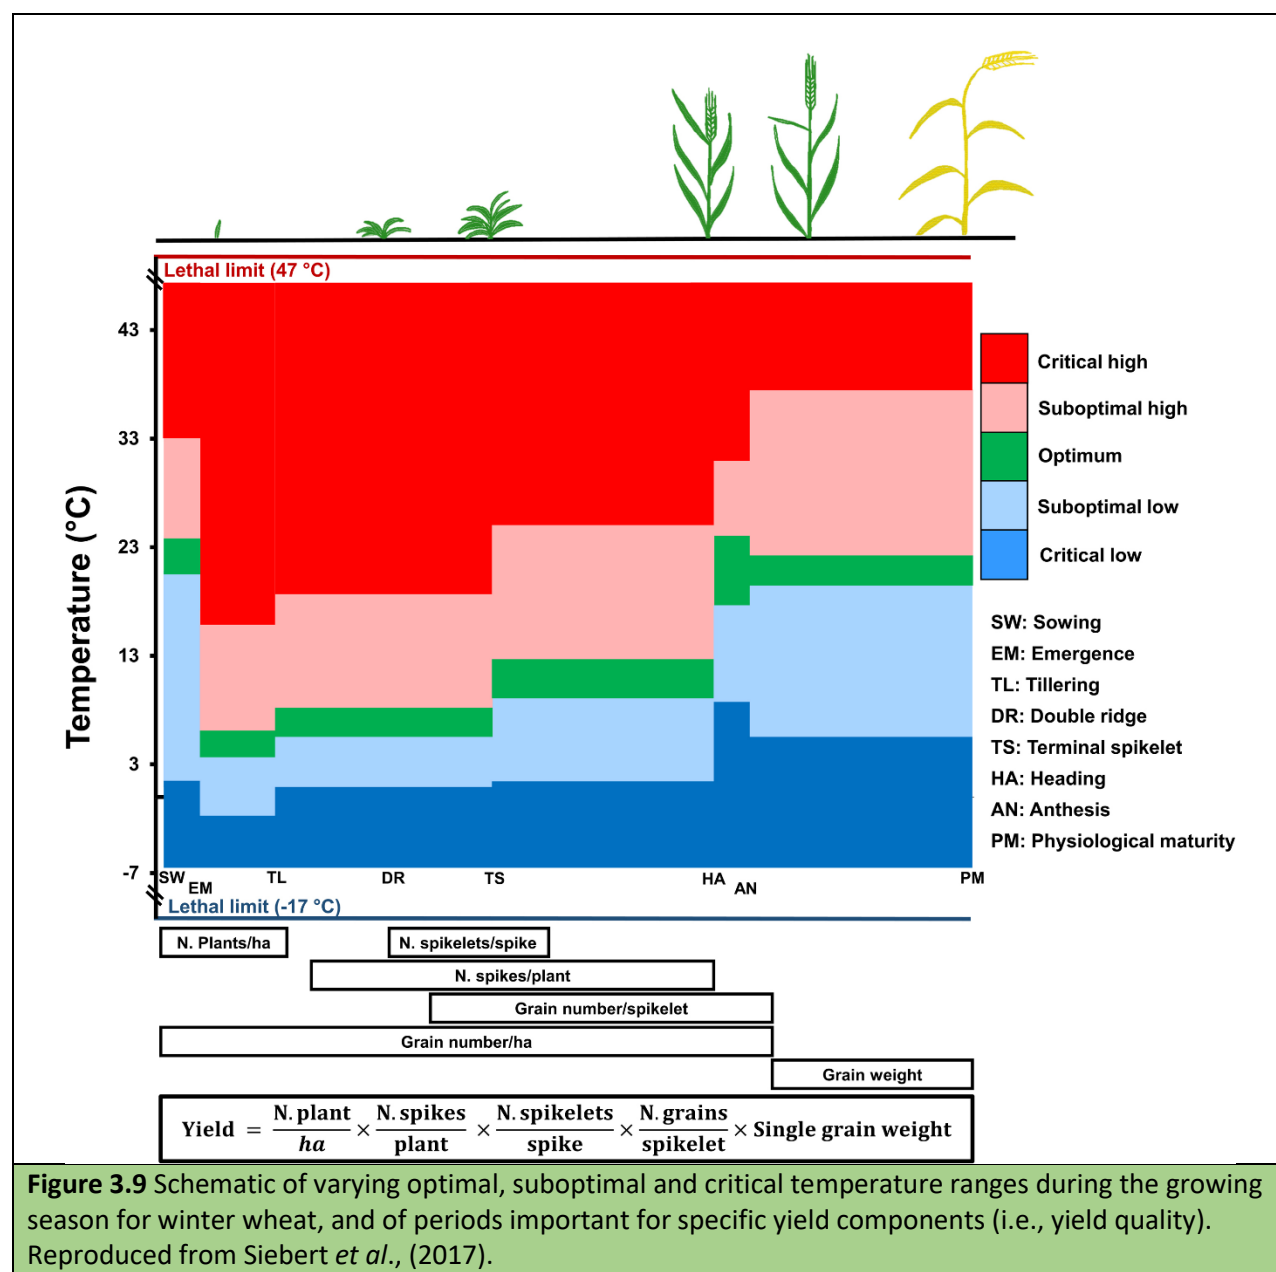 Lethal limit (47 °C)
43
33
23
13
3
-7
Temperature (°C)
Critical high
Suboptimal high
Optimum
Suboptimal low
Critical low
SW: Sowing
EM: Emergence
TL: Tillering
DR: Double ridge
TS: Terminal spikelet
HA: Heading
AN: Anthesis
PM: Physiological maturity
SW
EM
TL
DR
TS
HA
AN
PM
Lethal limit (-17 °C)
N. Plants/ha
N. spikelets/spike
N. spikes/plant
Grain number/spikelet
Grain number/ha
Grain weight
Yield = N. plant/ha × N. spikes/plant × N. spikelets/spike × N. grains/spikelet × Single grain weight
Figure 3.9 Schematic of varying optimal, suboptimal and critical temperature ranges during the growing
season for winter wheat, and of periods important for specific yield components (i.e., yield quality).
Reproduced from Siebert et al., (2017).